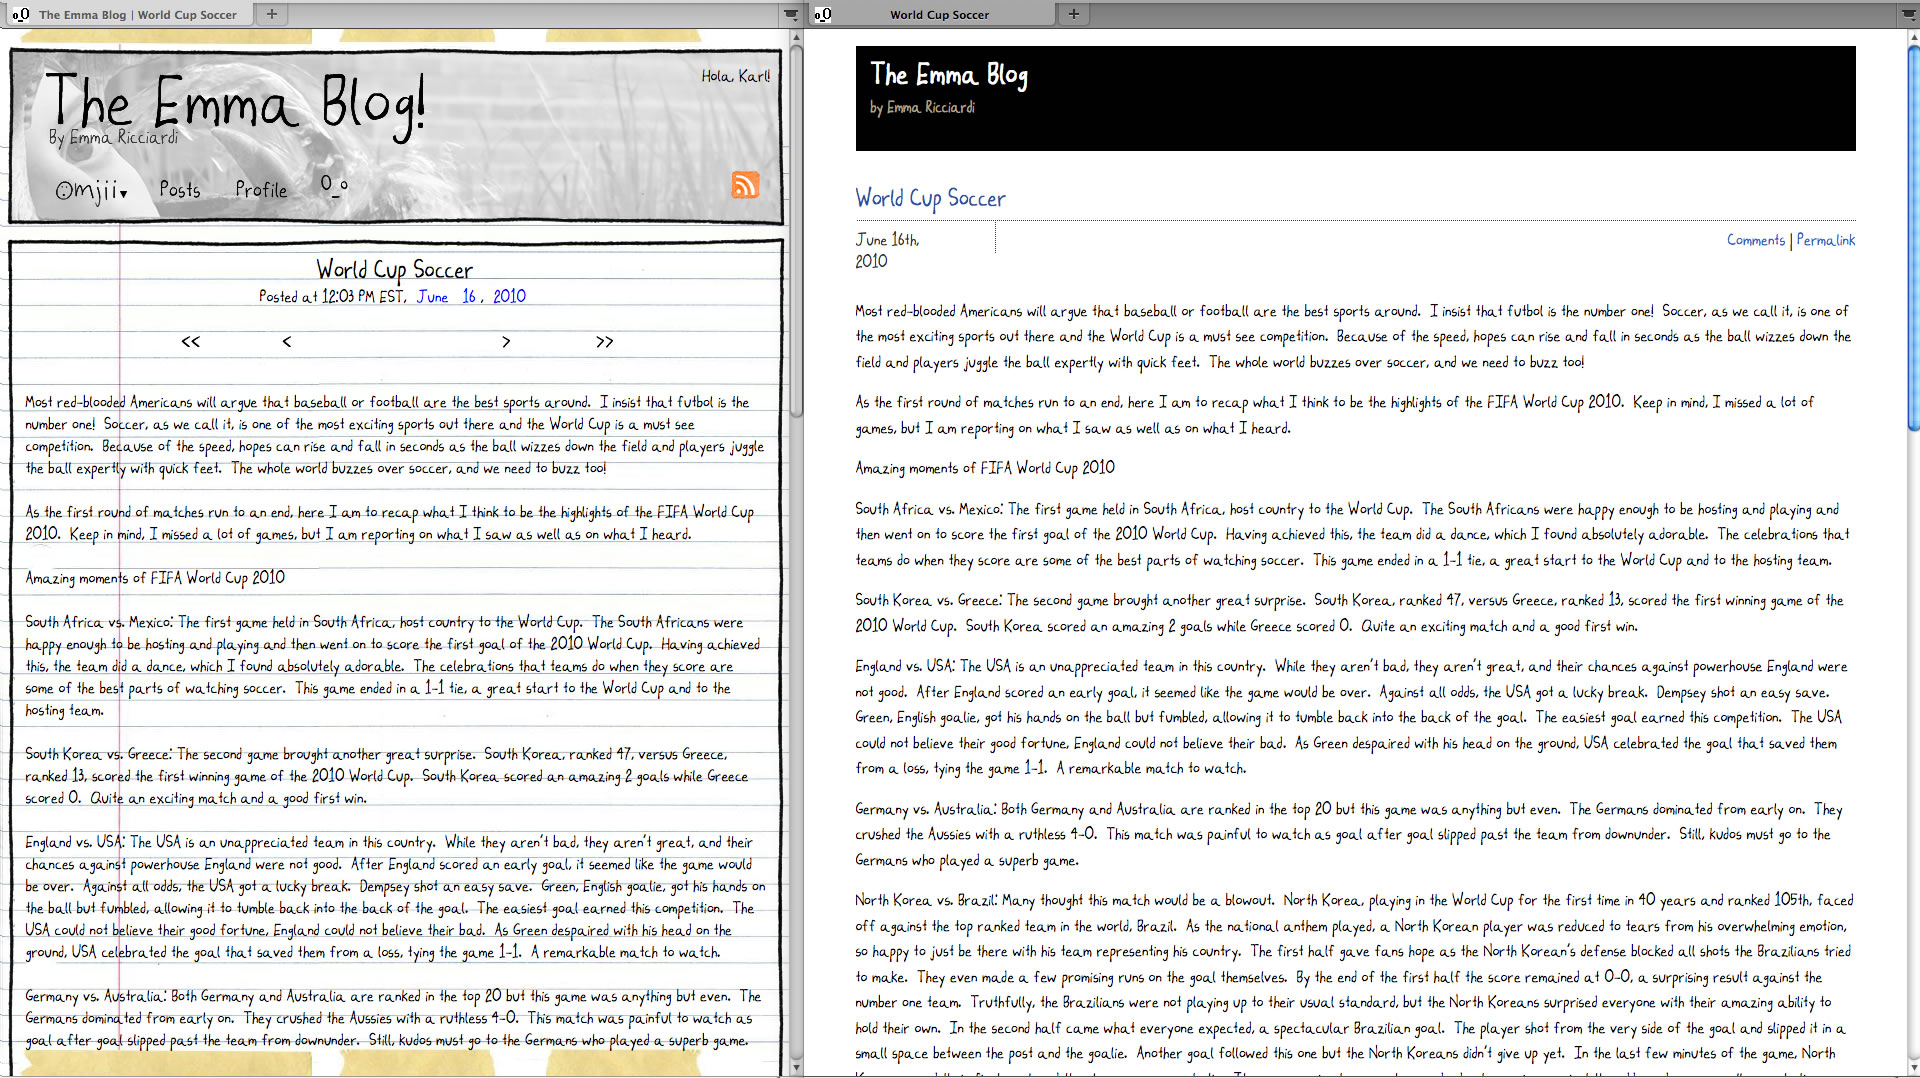 The Emma Blog | World Cup Soccer
Hola, Karl!
The Emma Blog!
By Emma Ricciardi
omjii▾ Posts Profile O_o
World Cup Soccer
Posted at 12:03 PM EST, June 16, 2010
<< < > >>
Most red-blooded Americans will argue that baseball or football are the best sports around. I insist that futbol is the
number one! Soccer, as we call it, is one of the most exciting sports out there and the World Cup is a must see
competition. Because of the speed, hopes can rise and fall in seconds as the ball wizzes down the field and players juggle
the ball expertly with quick feet. The whole world buzzes over soccer, and we need to buzz too!
As the first round of matches run to an end, here I am to recap what I think to be the highlights of the FIFA World Cup
2010. Keep in mind, I missed a lot of games, but I am reporting on what I saw as well as on what I heard.
Amazing moments of FIFA World Cup 2010
South Africa vs. Mexico: The first game held in South Africa, host country to the World Cup. The South Africans were
happy enough to be hosting and playing and then went on to score the first goal of the 2010 World Cup. Having achieved
this, the team did a dance, which I found absolutely adorable. The celebrations that teams do when they score are
some of the best parts of watching soccer. This game ended in a 1-1 tie, a great start to the World Cup and to the
hosting team.
South Korea vs. Greece: The second game brought another great surprise. South Korea, ranked 47, versus Greece,
ranked 13, scored the first winning game of the 2010 World Cup. South Korea scored an amazing 2 goals while Greece
scored 0. Quite an exciting match and a good first win.
England vs. USA: The USA is an unappreciated team in this country. While they aren't bad, they aren't great, and their
chances against powerhouse England were not good. After England scored an early goal, it seemed like the game would
be over. Against all odds, the USA got a lucky break. Dempsey shot an easy save. Green, English goalie, got his hands on
the ball but fumbled, allowing it to tumble back into the back of the goal. The easiest goal earned this competition. The
USA could not believe their good fortune, England could not believe their bad. As Green despaired with his head on the
ground, USA celebrated the goal that saved them from a loss, tying the game 1-1. A remarkable match to watch.
Germany vs. Australia: Both Germany and Australia are ranked in the top 20 but this game was anything but even. The
Germans dominated from early on. They crushed the Aussies with a ruthless 4-0. This match was painful to watch as
goal after goal slipped past the team from downunder. Still, kudos must go to the Germans who played a superb game.
World Cup Soccer
The Emma Blog
by Emma Ricciardi
World Cup Soccer
June 16th,
2010
Comments | Permalink
Most red-blooded Americans will argue that baseball or football are the best sports around. I insist that futbol is the number one! Soccer, as we call it, is one of
the most exciting sports out there and the World Cup is a must see competition. Because of the speed, hopes can rise and fall in seconds as the ball wizzes down the
field and players juggle the ball expertly with quick feet. The whole world buzzes over soccer, and we need to buzz too!
As the first round of matches run to an end, here I am to recap what I think to be the highlights of the FIFA World Cup 2010. Keep in mind, I missed a lot of
games, but I am reporting on what I saw as well as on what I heard.
Amazing moments of FIFA World Cup 2010
South Africa vs. Mexico: The first game held in South Africa, host country to the World Cup. The South Africans were happy enough to be hosting and playing and
then went on to score the first goal of the 2010 World Cup. Having achieved this, the team did a dance, which I found absolutely adorable. The celebrations that
teams do when they score are some of the best parts of watching soccer. This game ended in a 1-1 tie, a great start to the World Cup and to the hosting team.
South Korea vs. Greece: The second game brought another great surprise. South Korea, ranked 47, versus Greece, ranked 13, scored the first winning game of the
2010 World Cup. South Korea scored an amazing 2 goals while Greece scored 0. Quite an exciting match and a good first win.
England vs. USA: The USA is an unappreciated team in this country. While they aren't bad, they aren't great, and their chances against powerhouse England were
not good. After England scored an early goal, it seemed like the game would be over. Against all odds, the USA got a lucky break. Dempsey shot an easy save.
Green, English goalie, got his hands on the ball but fumbled, allowing it to tumble back into the back of the goal. The easiest goal earned this competition. The USA
could not believe their good fortune, England could not believe their bad. As Green despaired with his head on the ground, USA celebrated the goal that saved them
from a loss, tying the game 1-1. A remarkable match to watch.
Germany vs. Australia: Both Germany and Australia are ranked in the top 20 but this game was anything but even. The Germans dominated from early on. They
crushed the Aussies with a ruthless 4-0. This match was painful to watch as goal after goal slipped past the team from downunder. Still, kudos must go to the
Germans who played a superb game.
North Korea vs. Brazil: Many thought this match would be a blowout. North Korea, playing in the World Cup for the first time in 40 years and ranked 105th, faced
off against the top ranked team in the world, Brazil. As the national anthem played, a North Korean player was reduced to tears from his overwhelming emotion,
so happy to just be there with his team representing his country. The first half gave fans hope as the North Korean's defense blocked all shots the Brazilians tried
to make. They even made a few promising runs on the goal themselves. By the end of the first half the score remained at 0-0, a surprising result against the
number one team. Truthfully, the Brazilians were not playing up to their usual standard, but the North Koreans surprised everyone with their amazing ability to
hold their own. In the second half came what everyone expected, a spectacular Brazilian goal. The player shot from the very side of the goal and slipped it in a
small space between the post and the goalie. Another goal followed this one but the North Koreans didn't give up yet. In the last few minutes of the game, North